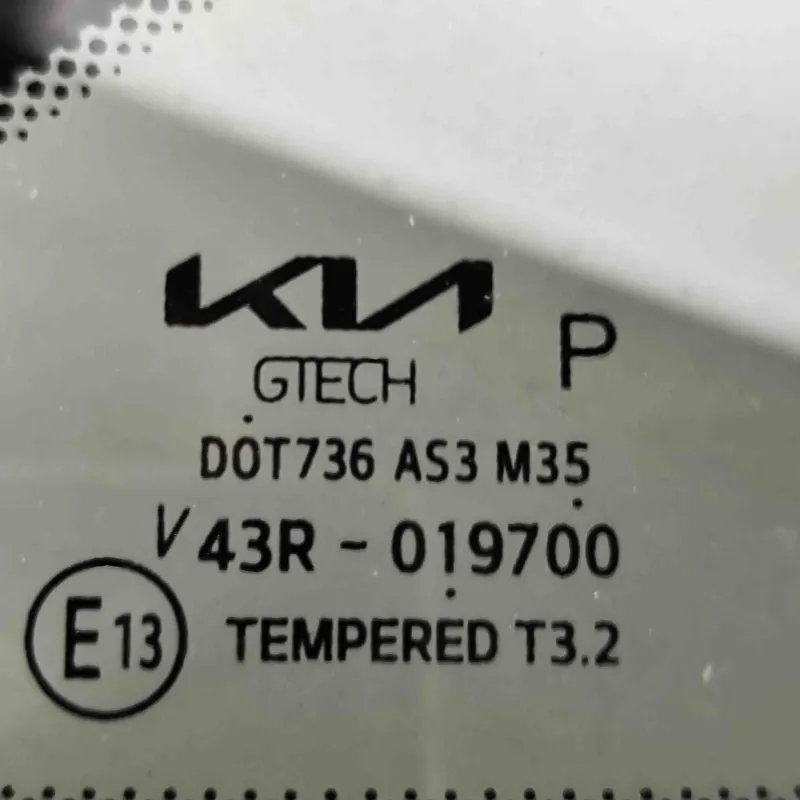 KIA
P
GTECH
DOT736 AS3 M35
V 43R - 019700
E13
TEMPERED T3.2